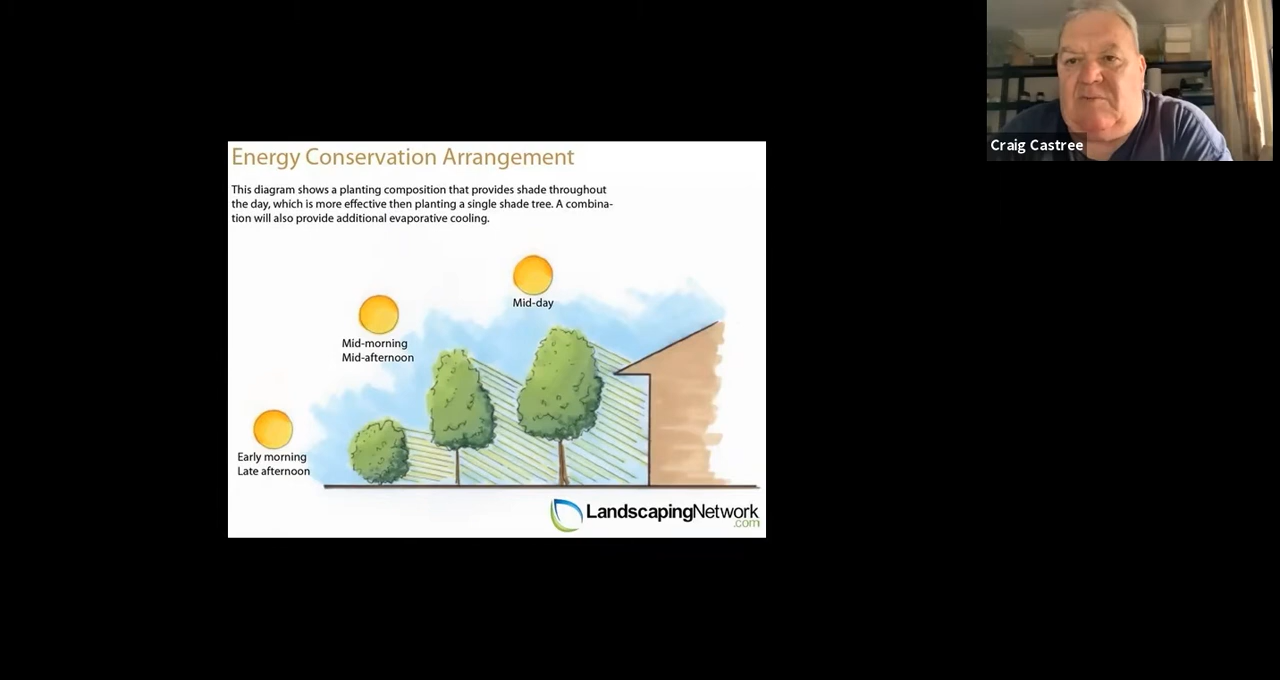 Craig Castree
Energy Conservation Arrangement
This diagram shows a planting composition that provides shade throughout
the day, which is more effective then planting a single shade tree. A combina-
tion will also provide additional evaporative cooling.
Mid-day
Mid-morning
Mid-afternoon
Early morning
Late afternoon
LandscapingNetwork
.com